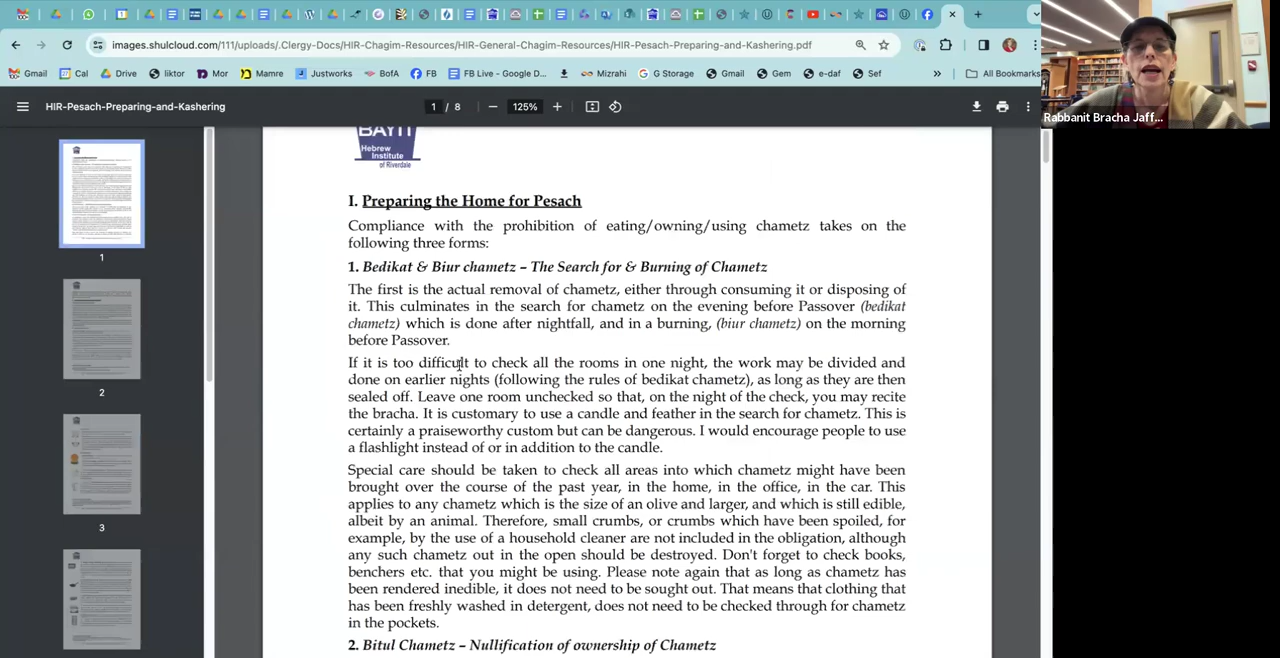 images.shulcloud.com/111/uploads/.Clergy-Docs/HIR-Chagim-Resources/HIR-General-Chagim-Resources/HIR-Pesach-Preparing-and-Kashering.pdf
Gmail Cal Drive liktor Mor Mamre Justworks BofA FB FB Live - Google D... Mizrahi G Storage Gmail Gem e-daf Sef » All Bookmarks
HIR-Pesach-Preparing-and-Kashering 1 / 8 125%
Rabbanit Bracha Jaff...
BAYIT
Hebrew
Institute
of Riverdale
I. Preparing the Home for Pesach
Compliance with the prohibition of eating/owning/using chametz takes on the
following three forms:
1. Bedikat & Biur chametz – The Search for & Burning of Chametz
The first is the actual removal of chametz, either through consuming it or disposing of
it. This culminates in the search for chametz on the evening before Passover (bedikat
chametz) which is done after nightfall, and in a burning, (biur chametz) on the morning
before Passover.
If it is too difficult to check all the rooms in one night, the work may be divided and
done on earlier nights (following the rules of bedikat chametz), as long as they are then
sealed off. Leave one room unchecked so that, on the night of the check, you may recite
the bracha. It is customary to use a candle and feather in the search for chametz. This is
certainly a praiseworthy custom but can be dangerous. I would encourage people to use
a flashlight instead of or in addition to the candle.
Special care should be taken to check all areas into which chametz might have been
brought over the course of the past year, in the home, in the office, in the car. This
applies to any chametz which is the size of an olive and larger, and which is still edible,
albeit by an animal. Therefore, small crumbs, or crumbs which have been spoiled, for
example, by the use of a household cleaner are not included in the obligation, although
any such chametz out in the open should be destroyed. Don't forget to check books,
benchers etc. that you might be using. Please note again that as long as chametz has
been rendered inedible, it does not need to be sought out. That means that clothing that
has been freshly washed in detergent, does not need to be checked through for chametz
in the pockets.
2. Bitul Chametz – Nullification of ownership of Chametz
1
2
3